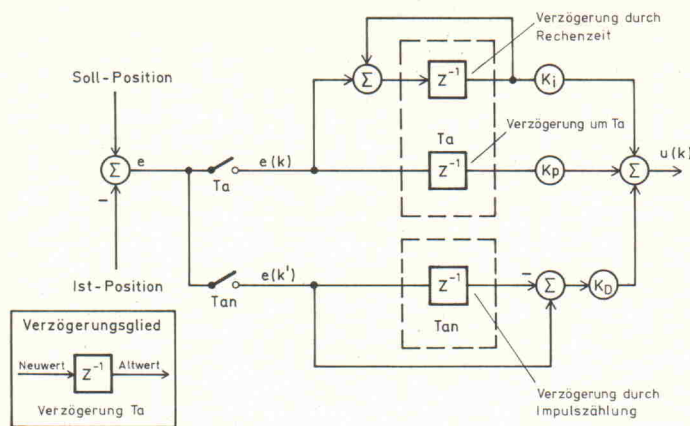 Verzögerung durch
Rechenzeit
Soll-Position
Σ
Z⁻¹
Ki
Verzögerung um Ta
Ta
Σ
e
e(k)
Z⁻¹
Kp
Σ
u(k)
-
Ta
Ist-Position
e(k')
Z⁻¹
-
Σ
KD
Tan
Tan
Verzögerungsglied
Neuwert
Z⁻¹
Altwert
Verzögerung Ta
Verzögerung durch
Impulszählung